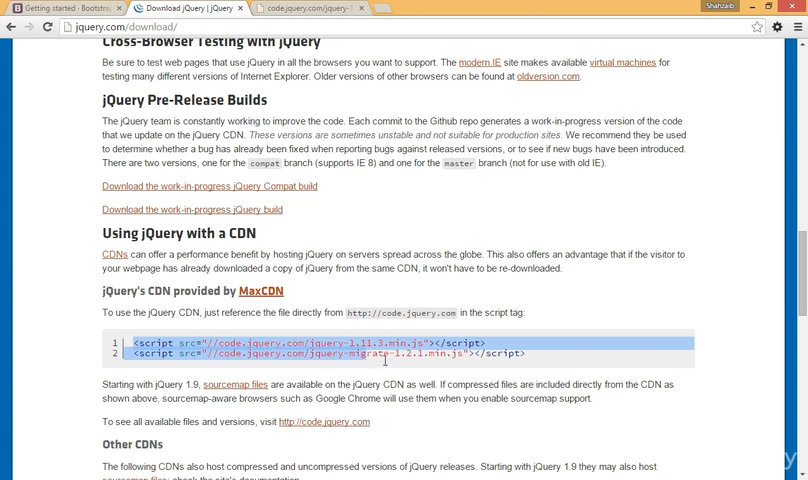 Getting started · Bootstrap
Download jQuery | jQuery
code.jquery.com/jquery-1
Shahzaib
jquery.com/download/
Cross-Browser Testing with jQuery
Be sure to test web pages that use jQuery in all the browsers you want to support. The modern.IE site makes available virtual machines for
testing many different versions of Internet Explorer. Older versions of other browsers can be found at oldversion.com.
jQuery Pre-Release Builds
The jQuery team is constantly working to improve the code. Each commit to the Github repo generates a work-in-progress version of the code
that we update on the jQuery CDN. These versions are sometimes unstable and not suitable for production sites. We recommend they be used
to determine whether a bug has already been fixed when reporting bugs against released versions, or to see if new bugs have been introduced.
There are two versions, one for the compat branch (supports IE 8) and one for the master branch (not for use with old IE).
Download the work-in-progress jQuery Compat build
Download the work-in-progress jQuery build
Using jQuery with a CDN
CDNs can offer a performance benefit by hosting jQuery on servers spread across the globe. This also offers an advantage that if the visitor to
your webpage has already downloaded a copy of jQuery from the same CDN, it won't have to be re-downloaded.
jQuery's CDN provided by MaxCDN
To use the jQuery CDN, just reference the file directly from http://code.jquery.com in the script tag:
1 <script src="//code.jquery.com/jquery-1.11.3.min.js"></script>
2 <script src="//code.jquery.com/jquery-migrate-1.2.1.min.js"></script>
Starting with jQuery 1.9, sourcemap files are available on the jQuery CDN as well. If compressed files are included directly from the CDN as
shown above, sourcemap-aware browsers such as Google Chrome will use them when you enable sourcemap support.
To see all available files and versions, visit http://code.jquery.com
Other CDNs
The following CDNs also host compressed and uncompressed versions of jQuery releases. Starting with jQuery 1.9 they may also host
sourcemap files; check the site's documentation.